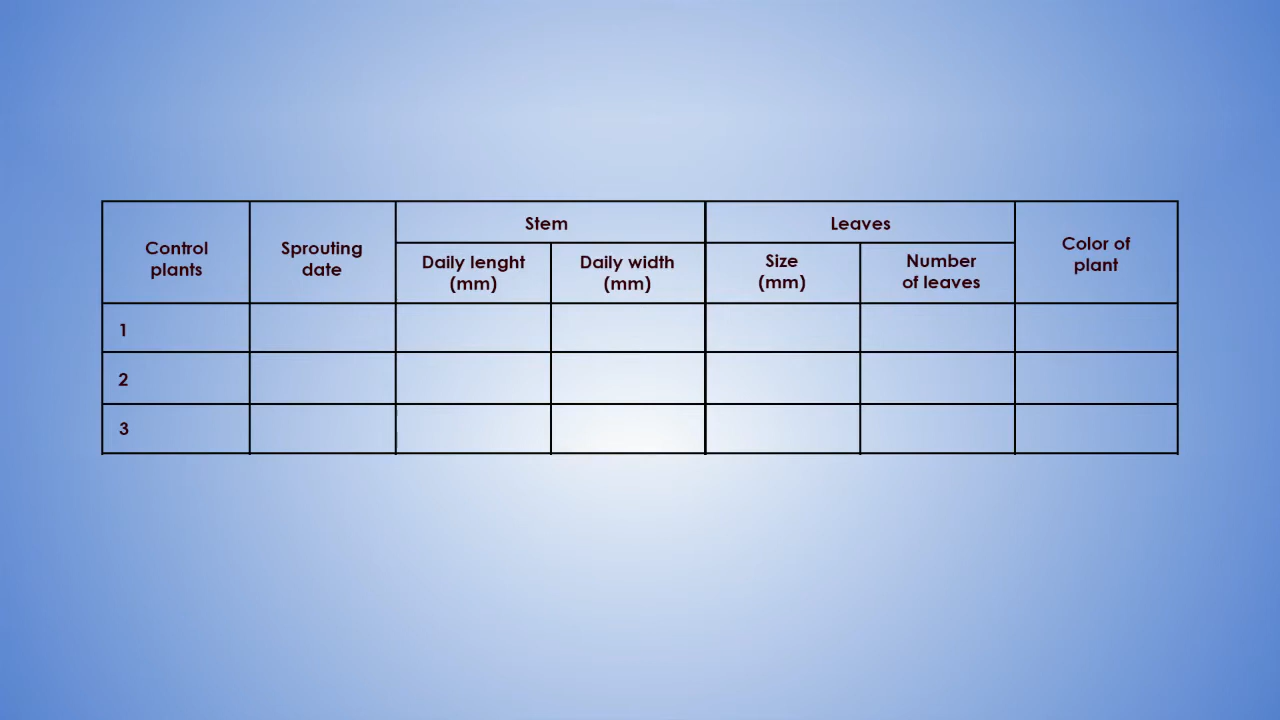 Control
plants
Sprouting
date
Stem
Daily lenght
(mm)
Daily width
(mm)
Leaves
Size
(mm)
Number
of leaves
Color of
plant
1
2
3